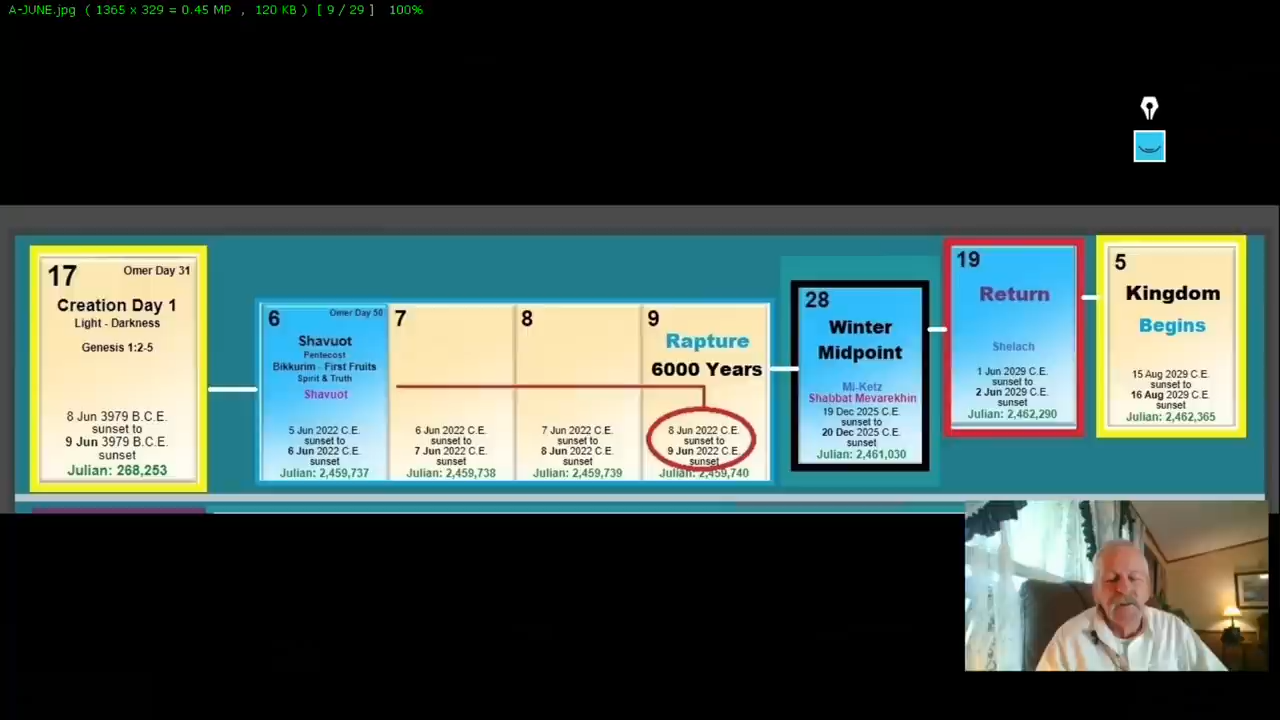 A-JUNE.jpg ( 1365 x 329 = 0.45 MP , 120 KB ) [ 9 / 29 ] 100%
17
Omer Day 31
Creation Day 1
Light - Darkness
Genesis 1:2-5
8 Jun 3979 B.C.E.
sunset to
9 Jun 3979 B.C.E.
sunset
Julian: 268,253
6
Omer Day 50
Shavuot
Pentecost
Bikkurim - First Fruits
Spirit & Truth
Shavuot
5 Jun 2022 C.E.
sunset to
6 Jun 2022 C.E.
sunset
Julian: 2,459,737
7
6 Jun 2022 C.E.
sunset to
7 Jun 2022 C.E.
sunset
Julian: 2,459,738
8
7 Jun 2022 C.E.
sunset to
8 Jun 2022 C.E.
sunset
Julian: 2,459,739
9
Rapture
6000 Years
8 Jun 2022 C.E.
sunset to
9 Jun 2022 C.E.
sunset
Julian: 2,459,740
28
Winter
Midpoint
Mi-Ketz
Shabbat Mevarekhin
19 Dec 2025 C.E.
sunset to
20 Dec 2025 C.E.
sunset
Julian: 2,461,030
19
Return
Shelach
1 Jun 2029 C.E.
sunset to
2 Jun 2029 C.E.
sunset
Julian: 2,462,290
5
Kingdom
Begins
15 Aug 2029 C.E.
sunset to
16 Aug 2029 C.E.
sunset
Julian: 2,462,365